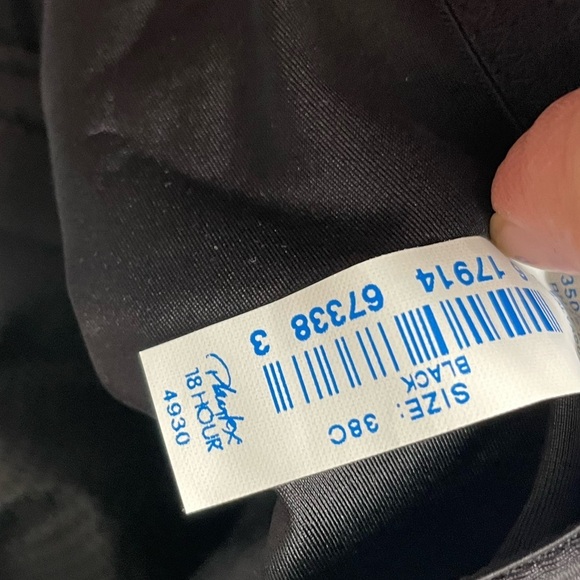 Playtex
18 HOUR
4930
SIZE: 38C
BLACK
17914 67338 3